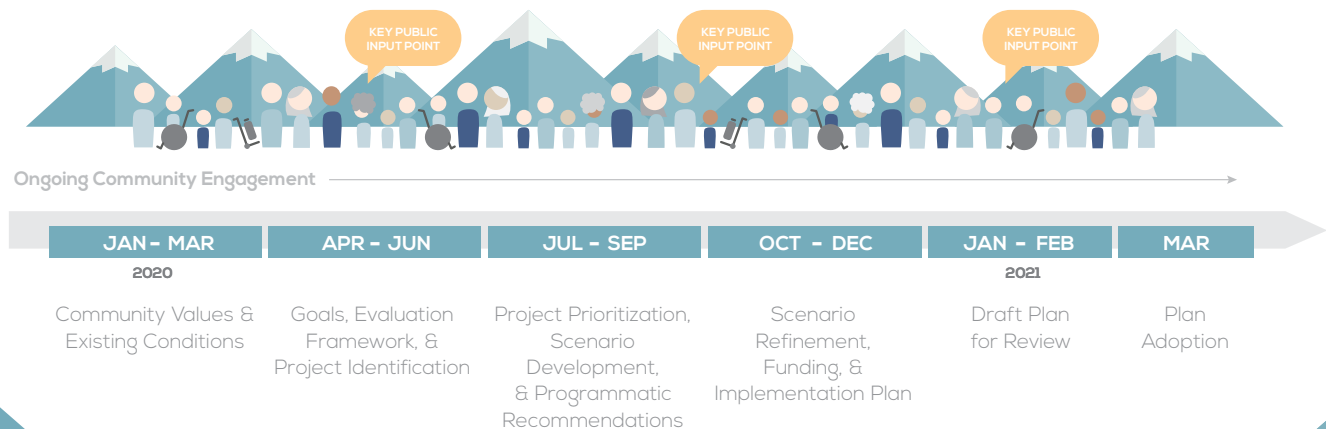 KEY PUBLIC
INPUT POINT
KEY PUBLIC
INPUT POINT
KEY PUBLIC
INPUT POINT
Ongoing Community Engagement
JAN - MAR
2020
Community Values &
Existing Conditions
APR - JUN
Goals, Evaluation
Framework, &
Project Identification
JUL - SEP
Project Prioritization,
Scenario
Development,
& Programmatic
Recommendations
OCT - DEC
Scenario
Refinement,
Funding, &
Implementation Plan
JAN - FEB
2021
Draft Plan
for Review
MAR
Plan
Adoption